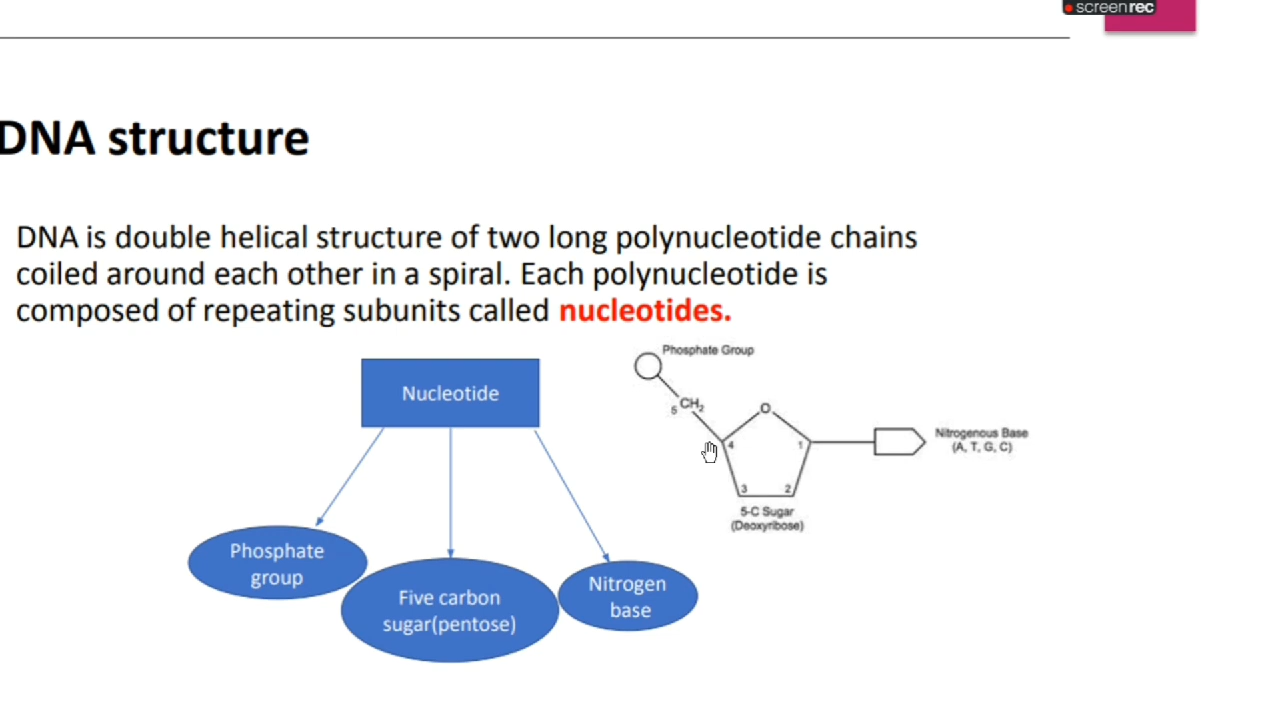 screenrec
DNA structure
DNA is double helical structure of two long polynucleotide chains
coiled around each other in a spiral. Each polynucleotide is
composed of repeating subunits called nucleotides.
Nucleotide
Phosphate
group
Five carbon
sugar(pentose)
Nitrogen
base
Phosphate Group
5 CH2
O
4
1
3
2
5-C Sugar
(Deoxyribose)
Nitrogenous Base
(A, T, G, C)